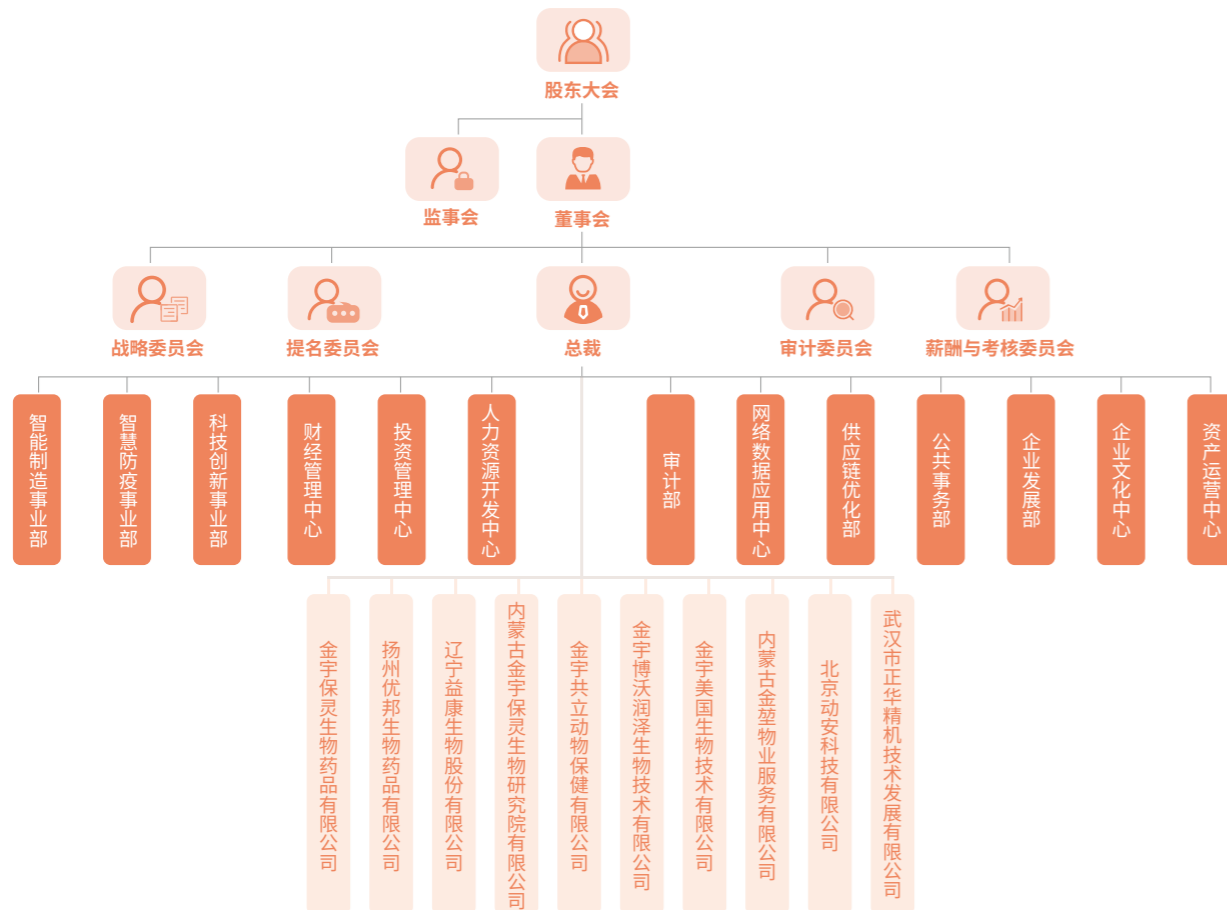 股东大会
监事会
董事会
战略委员会
提名委员会
总裁
审计委员会
薪酬与考核委员会
智能制造事业部
智慧防疫事业部
科技创新事业部
财经管理中心
投资管理中心
人力资源开发中心
审计部
网络数据应用中心
供应链优化部
公共事务部
企业发展部
企业文化中心
资产运营中心
金宇保灵生物药品有限公司
扬州优邦生物药品有限公司
辽宁益康生物股份有限公司
内蒙古金宇保灵生物研究院有限公司
金宇共立动物保健有限公司
金宇博沃润泽生物技术有限公司
金宇美国生物技术有限公司
内蒙古金堃物业服务有限公司
北京动安科技有限公司
武汉市正华精机技术发展有限公司